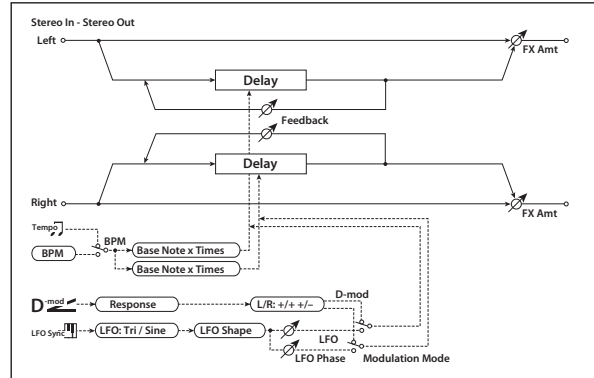 Stereo In - Stereo Out
Left
FX Amt
Delay
Feedback
Delay
Right
FX Amt
Tempo
BPM
BPM
Base Note x Times
Base Note x Times
D-mod
Response
L/R: +/+ +/–
D-mod
LFO Sync
LFO: Tri / Sine
LFO Shape
LFO
LFO Phase
Modulation Mode